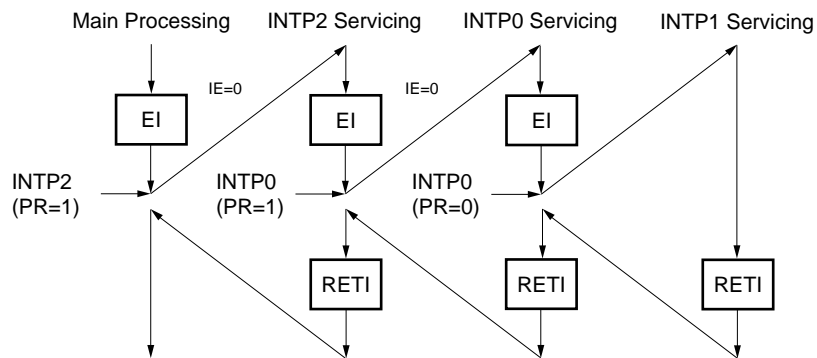 Main Processing INTP2 Servicing INTP0 Servicing INTP1 Servicing
IE=0 IE=0
EI EI EI
INTP2 INTP0 INTP0
(PR=1) (PR=1) (PR=0)
RETI RETI RETI